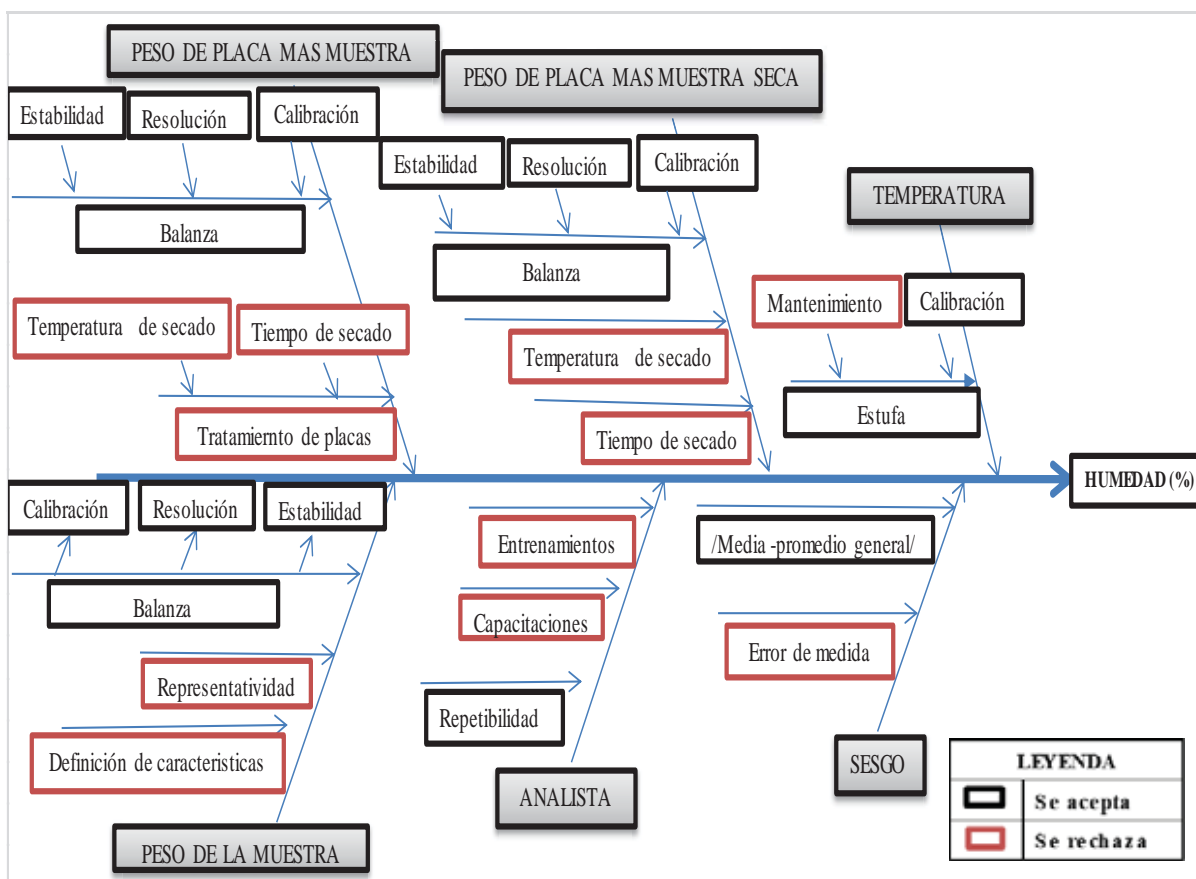 PESO DE PLACA MAS MUESTRA
PESO DE PLACA MAS MUESTRA SECA
Estabilidad
Resolución
Calibración
Estabilidad
Resolución
Calibración
TEMPERATURA
Balanza
Balanza
Mantenimiento
Calibración
Temperatura de secado
Tiempo de secado
Temperatura de secado
Estufa
Tratamiernto de placas
Tiempo de secado
HUMEDAD (%)
Calibración
Resolución
Estabilidad
Entrenamientos
/Media -promedio general/
Balanza
Capacitaciones
Error de medida
Representatividad
Repetibilidad
Definición de caracteristicas
SESGO
ANALISTA
PESO DE LA MUESTRA
LEYENDA
Se acepta
Se rechaza